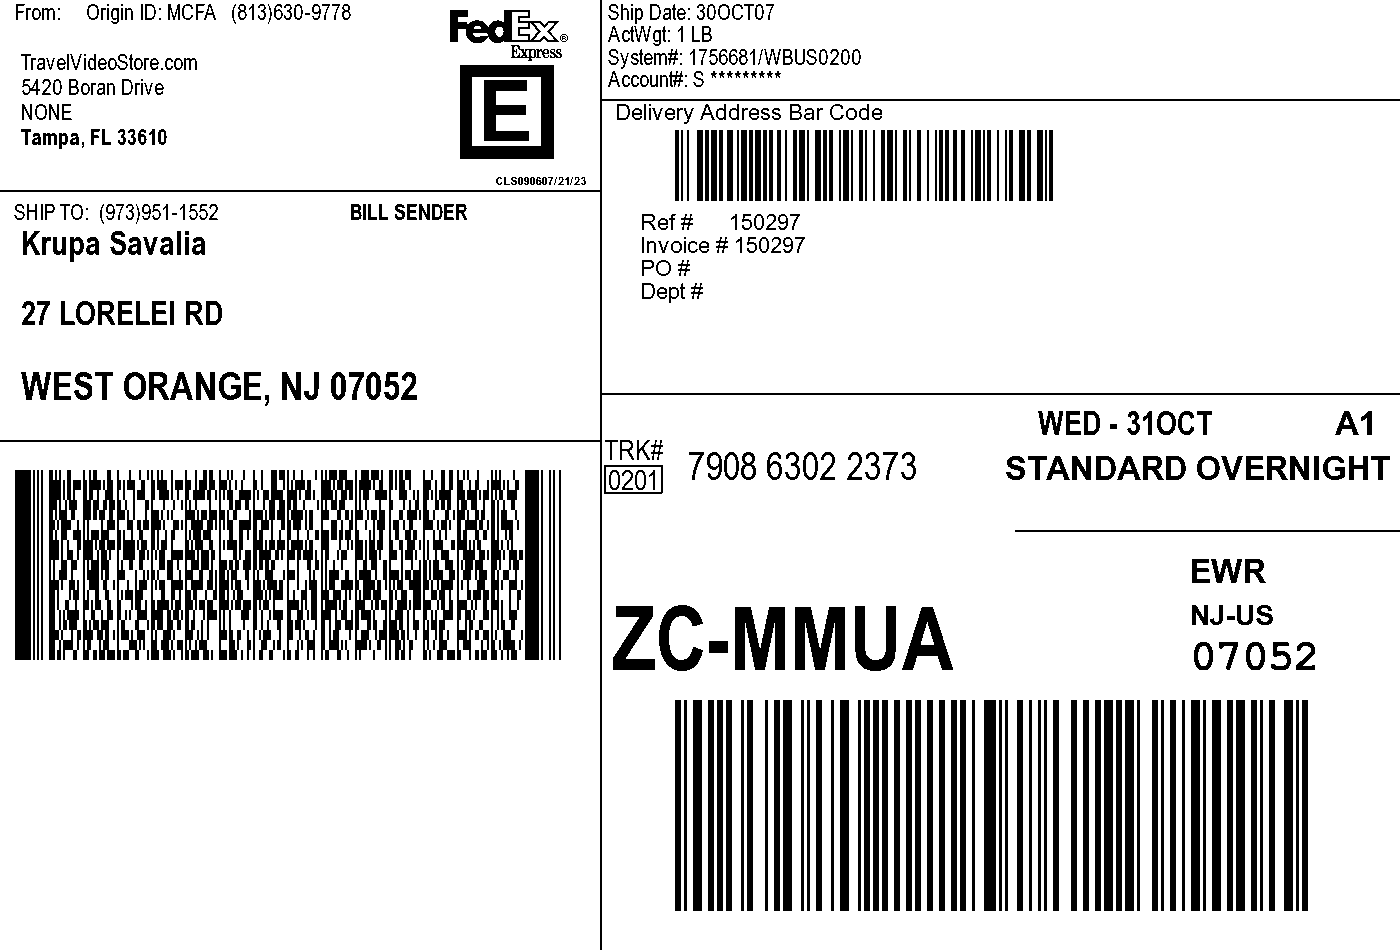 From: Origin ID: MCFA (813)630-9778
TravelVideoStore.com
5420 Boran Drive
NONE
Tampa, FL 33610
FedEx®
Express
E
CLS090607/21/23
Ship Date: 30OCT07
ActWgt: 1 LB
System#: 1756681/WBUS0200
Account#: S *********
Delivery Address Bar Code
Ref # 150297
Invoice # 150297
PO #
Dept #
SHIP TO: (973)951-1552 BILL SENDER
Krupa Savalia
27 LORELEI RD
WEST ORANGE, NJ 07052
WED - 31OCT A1
STANDARD OVERNIGHT
TRK#
0201
7908 6302 2373
EWR
NJ-US
07052
ZC-MMUA